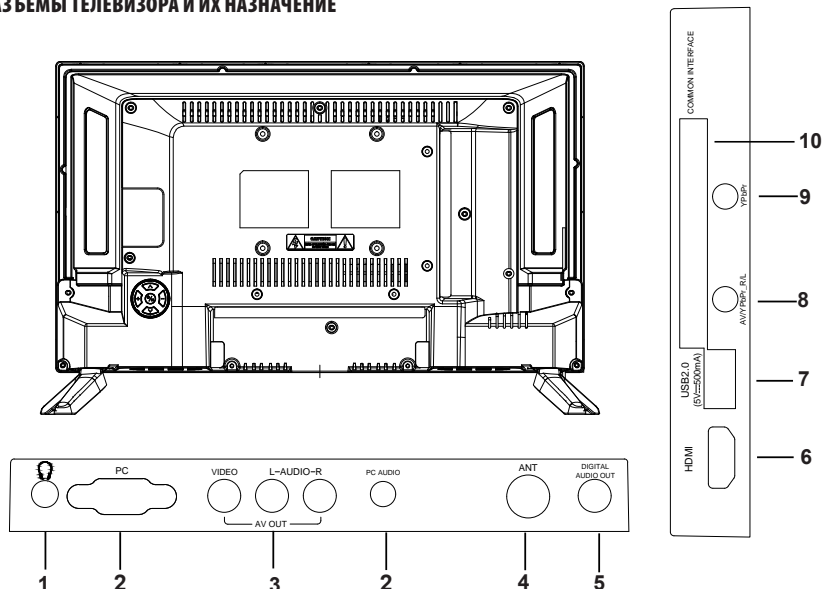 АЗЪЕМЫ ТЕЛЕВИЗОРА И ИХ НАЗНАЧЕНИЕ
COMMON INTERFACE
10
YPbPr
9
AV/YPbPr_R/L
8
USB2.0
(5V⎓500mA)
7
HDMI
6
PC
VIDEO
L-AUDIO-R
PC AUDIO
ANT
DIGITAL
AUDIO OUT
AV OUT
1
2
3
2
4
5